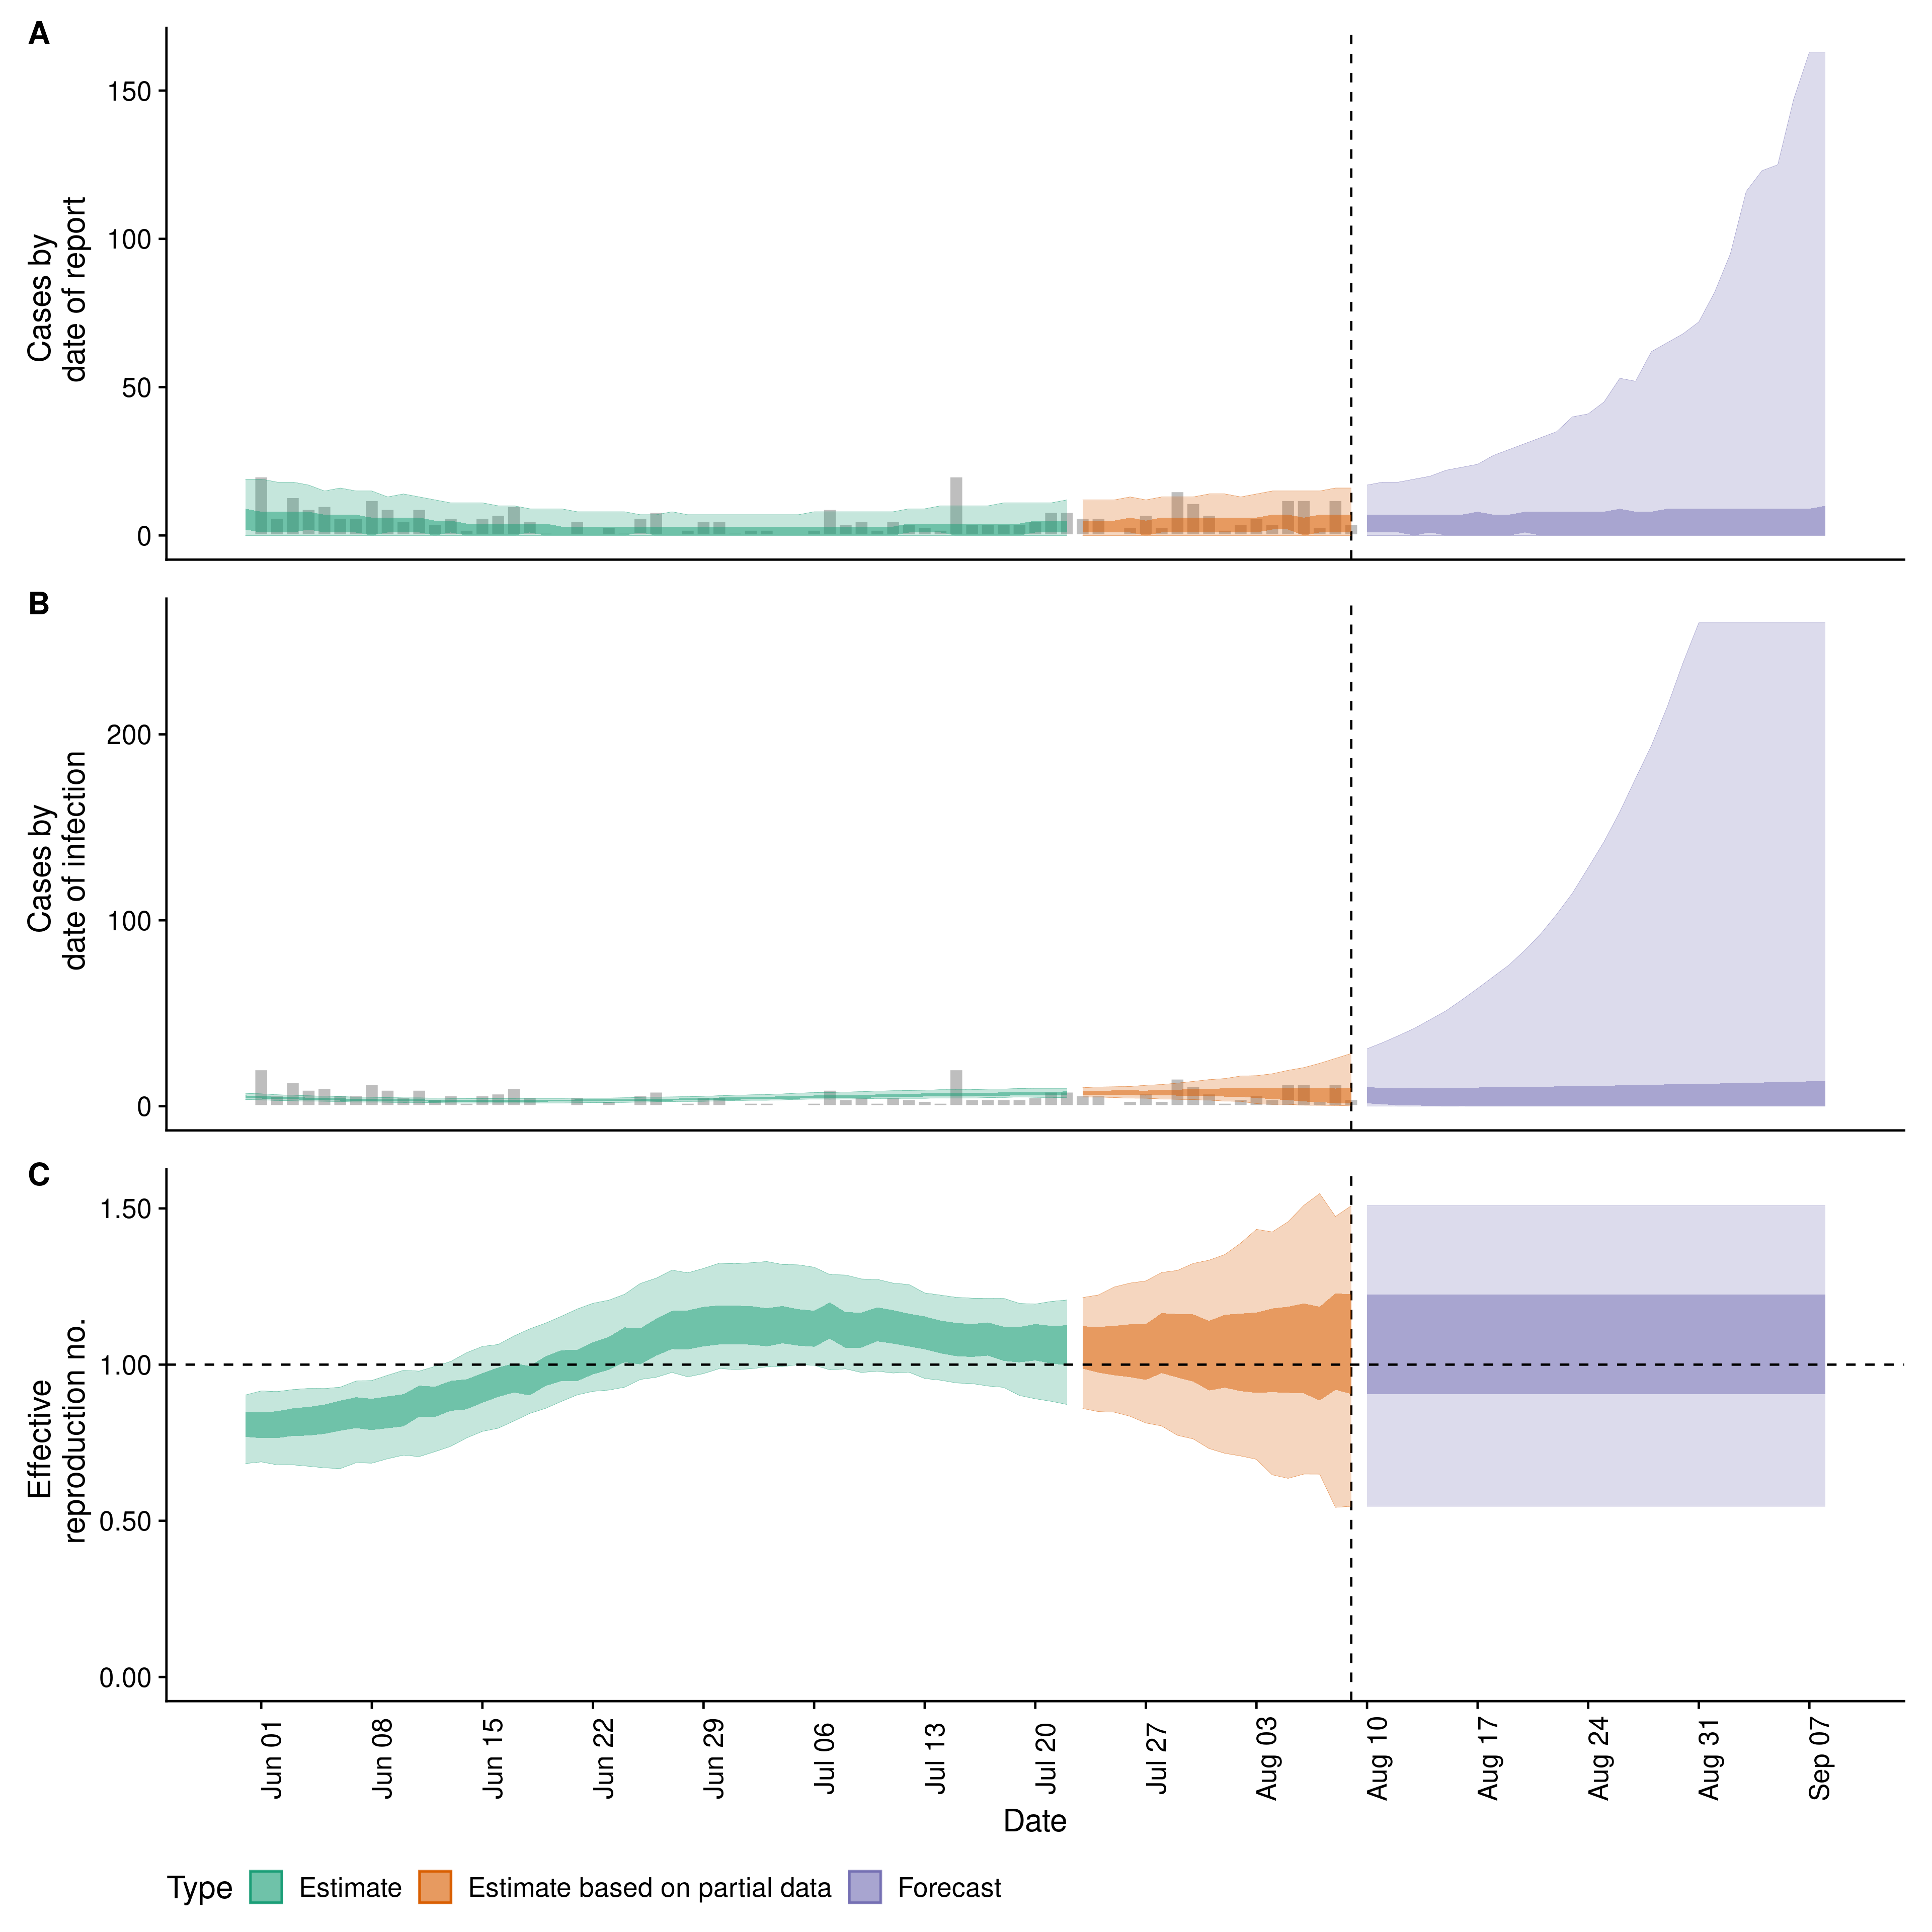 A
Cases by
date of report
150
100
50
0
B
Cases by
date of infection
200
100
0
C
Effective
reproduction no.
1.50
1.00
0.50
0.00
Jun 01
Jun 08
Jun 15
Jun 22
Jun 29
Jul 06
Jul 13
Jul 20
Jul 27
Aug 03
Aug 10
Aug 17
Aug 24
Aug 31
Sep 07
Date
Type Estimate Estimate based on partial data Forecast